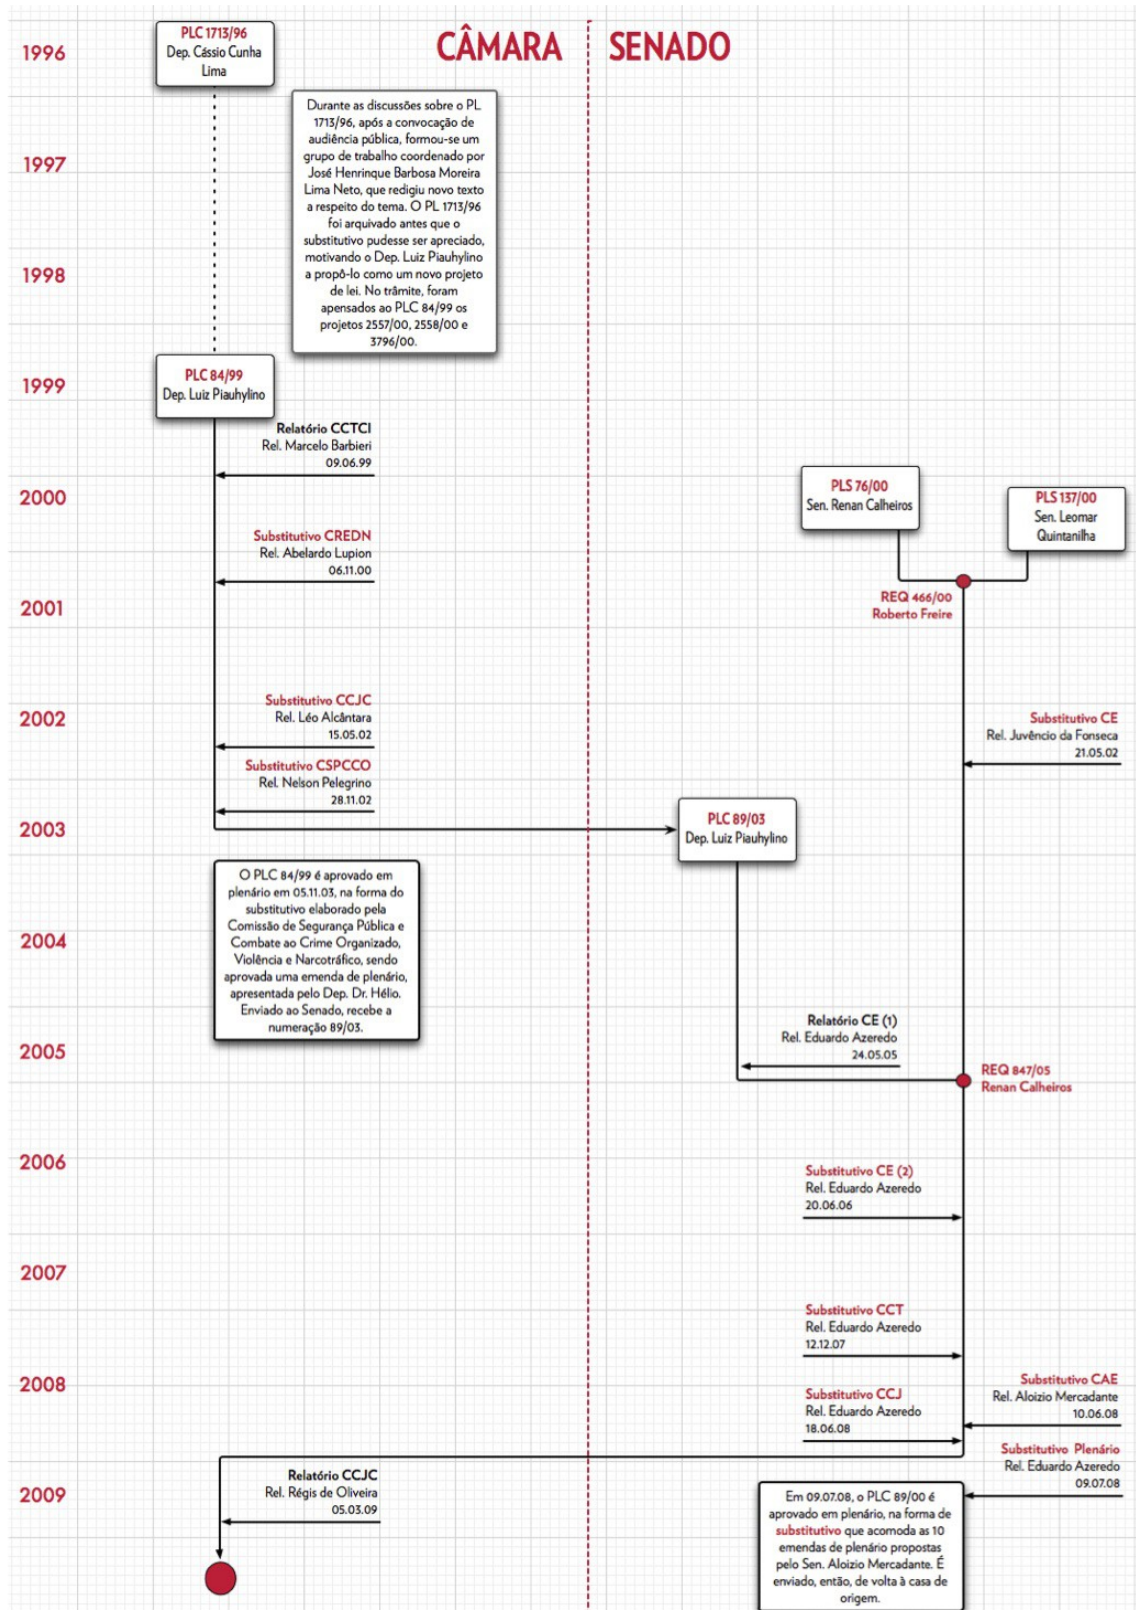 CÂMARA
SENADO
1996
PLC 1713/96
Dep. Cássio Cunha
Lima
Durante as discussões sobre o PL
1713/96, após a convocação de
audiência pública, formou-se um
grupo de trabalho coordenado por
José Henrinque Barbosa Moreira
Lima Neto, que redigiu novo texto
a respeito do tema. O PL 1713/96
foi arquivado antes que o
substitutivo pudesse ser apreciado,
motivando o Dep. Luiz Piauhylino
a propô-lo como um novo projeto
de lei. No trâmite, foram
apensados ao PLC 84/99 os
projetos 2557/00, 2558/00 e
3796/00.
1997
1998
1999
PLC 84/99
Dep. Luiz Piauhylino
Relatório CCTCI
Rel. Marcelo Barbieri
09.06.99
2000
PLS 76/00
Sen. Renan Calheiros
PLS 137/00
Sen. Leomar
Quintanilha
Substitutivo CREDN
Rel. Abelardo Lupion
06.11.00
REQ 466/00
Roberto Freire
2001
2002
Substitutivo CCJC
Rel. Léo Alcântara
15.05.02
Substitutivo CE
Rel. Juvêncio da Fonseca
21.05.02
Substitutivo CSPCCO
Rel. Nelson Pelegrino
28.11.02
2003
PLC 89/03
Dep. Luiz Piauhylino
O PLC 84/99 é aprovado em
plenário em 05.11.03, na forma do
substitutivo elaborado pela
Comissão de Segurança Pública e
Combate ao Crime Organizado,
Violência e Narcotráfico, sendo
aprovada uma emenda de plenário,
apresentada pelo Dep. Dr. Hélio.
Enviado ao Senado, recebe a
numeração 89/03.
2004
2005
Relatório CE (1)
Rel. Eduardo Azeredo
24.05.05
REQ 847/05
Renan Calheiros
2006
Substitutivo CE (2)
Rel. Eduardo Azeredo
20.06.06
2007
Substitutivo CCT
Rel. Eduardo Azeredo
12.12.07
2008
Substitutivo CAE
Rel. Aloizio Mercadante
10.06.08
Substitutivo CCJ
Rel. Eduardo Azeredo
18.06.08
Substitutivo Plenário
Rel. Eduardo Azeredo
09.07.08
2009
Relatório CCJC
Rel. Régis de Oliveira
05.03.09
Em 09.07.08, o PLC 89/00 é
aprovado em plenário, na forma de
substitutivo que acomoda as 10
emendas de plenário propostas
pelo Sen. Aloizio Mercadante. É
enviado, então, de volta à casa de
origem.